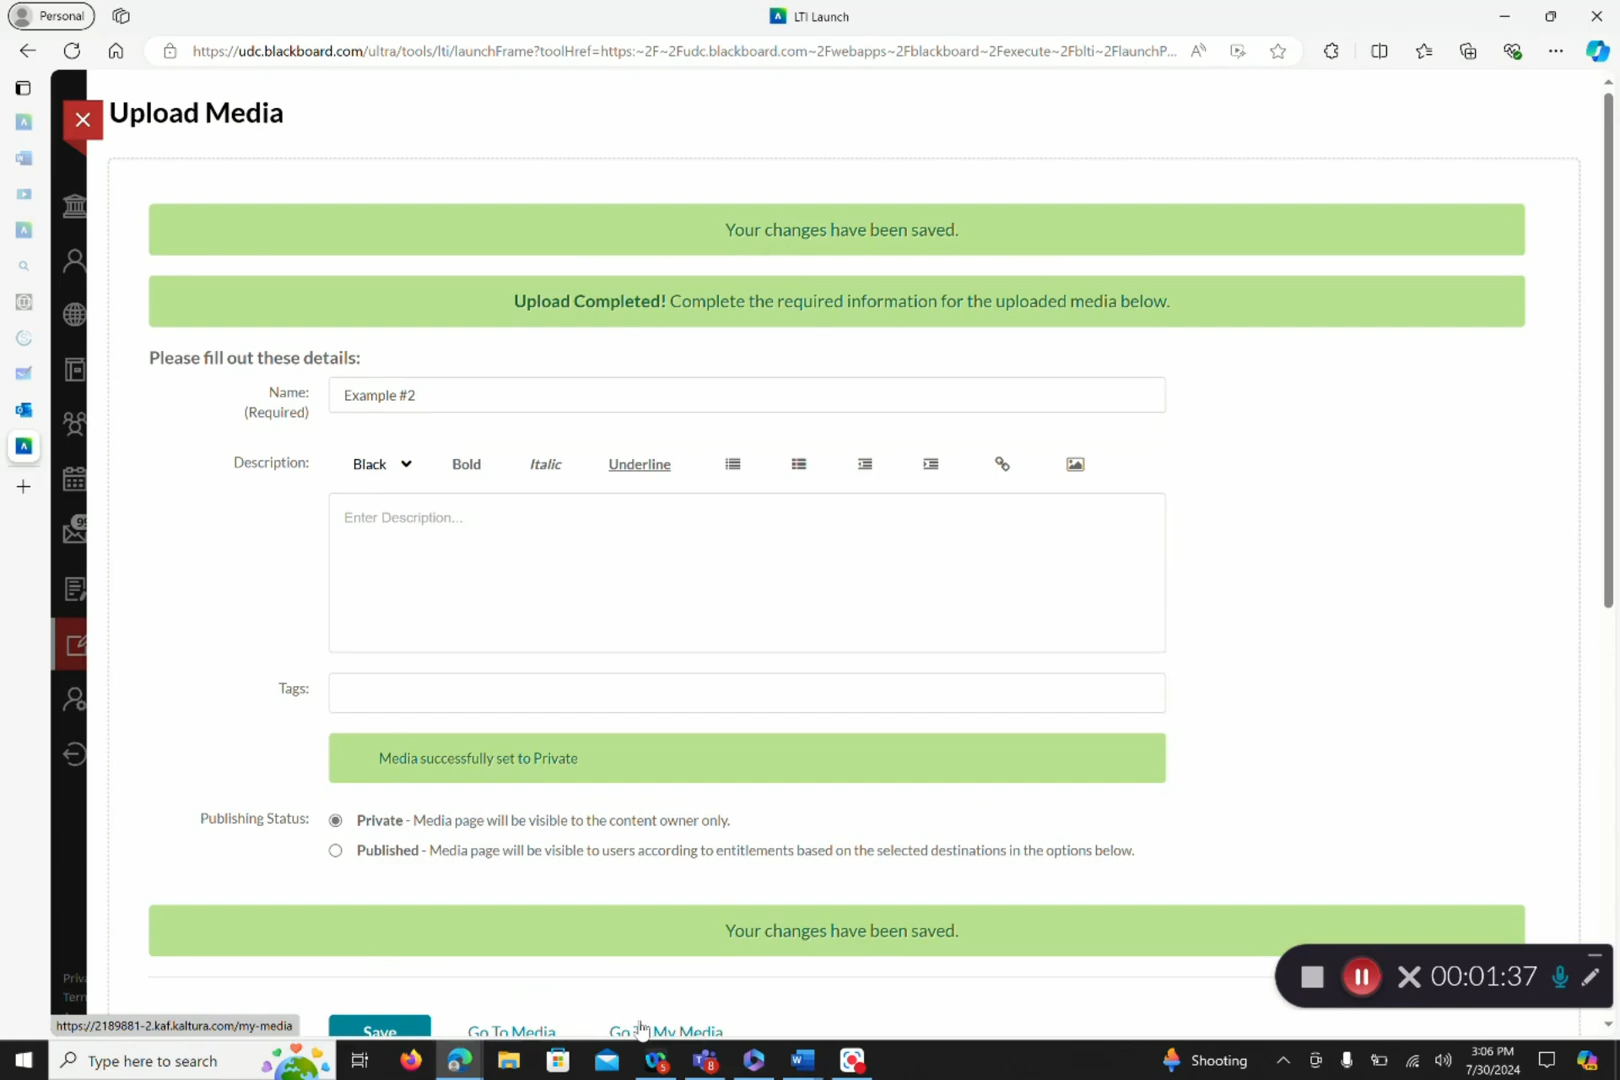 Personal
LTI Launch
https://udc.blackboard.com/ultra/tools/lti/launchFrame?toolHref=https:~2F~2Fudc.blackboard.com~2Fwebapps~2Fblackboard~2Fexecute~2Fblti~2FlaunchP...
Upload Media
Your changes have been saved.
Upload Completed! Complete the required information for the uploaded media below.
Please fill out these details:
Name:
(Required)
Example #2
Description:
Black
Bold
Italic
Underline
Enter Description...
Tags:
Media successfully set to Private
Publishing Status:
Private - Media page will be visible to the content owner only.
Published - Media page will be visible to users according to entitlements based on the selected destinations in the options below.
Your changes have been saved.
00:01:37
Priva
Term
https://2189881-2.kaf.kaltura.com/my-media
Save
Go To Media
Go My Media
Type here to search
5
8
Shooting
3:06 PM
7/30/2024